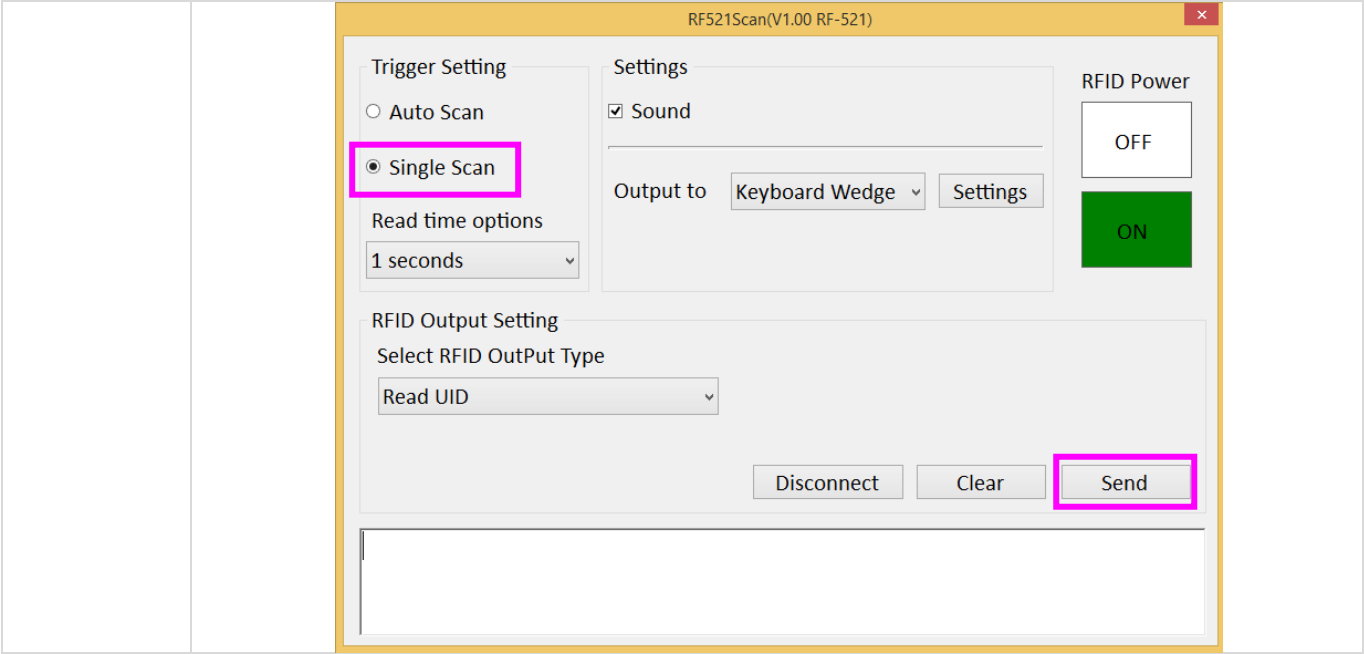 RF521Scan(V1.00 RF-521)
Trigger Setting
Auto Scan
Single Scan
Read time options
1 seconds
Settings
Sound
Output to
Keyboard Wedge
Settings
RFID Power
OFF
ON
RFID Output Setting
Select RFID OutPut Type
Read UID
Disconnect
Clear
Send